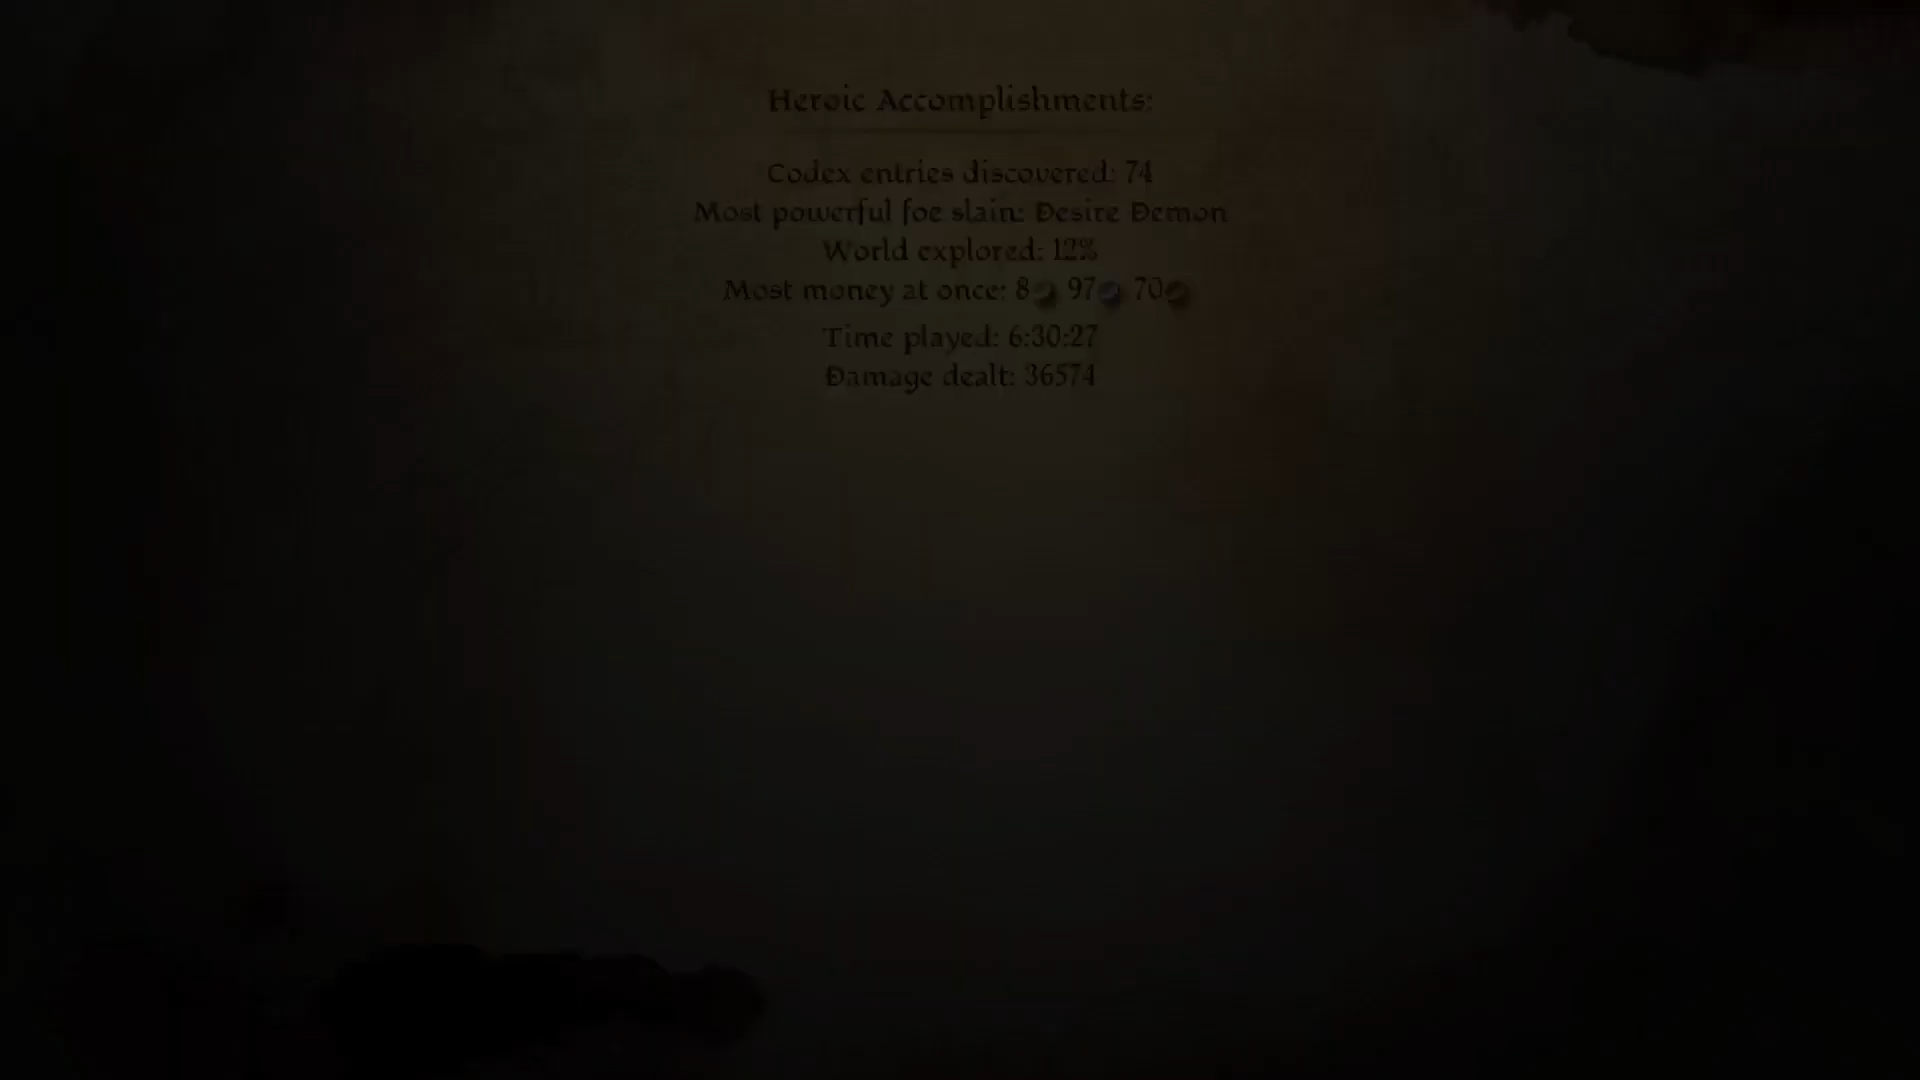 Heroic Accomplishments:
Codex entries discovered: 74
Most powerful foe slain: Desire Demon
World explored: 12%
Most money at once: 8 97 70
Time played: 6:30:27
Damage dealt: 36574